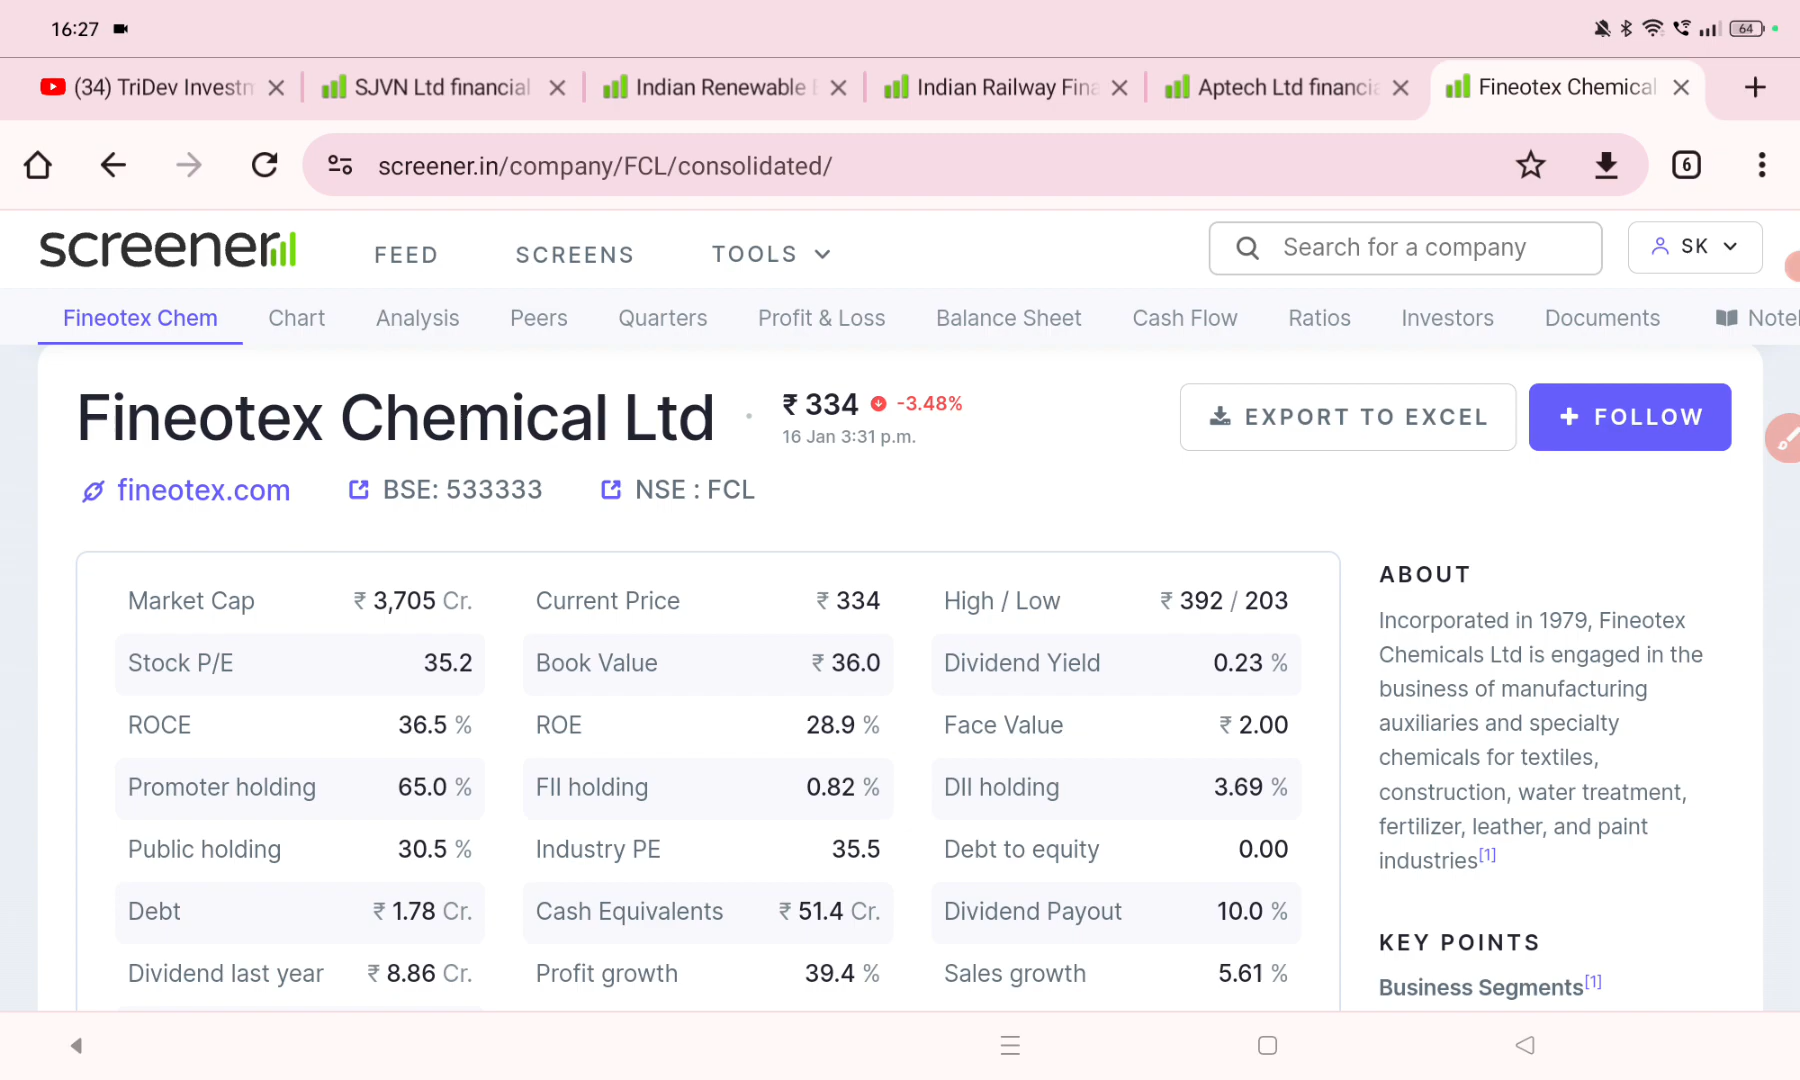 16:27
64
(34) TriDev Investm
SJVN Ltd financial
Indian Renewable E
Indian Railway Fina
Aptech Ltd financia
Fineotex Chemical
screener.in/company/FCL/consolidated/
6
screener
FEED
SCREENS
TOOLS
Search for a company
SK
Fineotex Chem
Chart
Analysis
Peers
Quarters
Profit & Loss
Balance Sheet
Cash Flow
Ratios
Investors
Documents
Noteb
Fineotex Chemical Ltd
₹ 334 -3.48%
16 Jan 3:31 p.m.
EXPORT TO EXCEL
+ FOLLOW
fineotex.com
BSE: 533333
NSE : FCL
Market Cap ₹ 3,705 Cr.
Current Price ₹ 334
High / Low ₹ 392 / 203
Stock P/E 35.2
Book Value ₹ 36.0
Dividend Yield 0.23 %
ROCE 36.5 %
ROE 28.9 %
Face Value ₹ 2.00
Promoter holding 65.0 %
FII holding 0.82 %
DII holding 3.69 %
Public holding 30.5 %
Industry PE 35.5
Debt to equity 0.00
Debt ₹ 1.78 Cr.
Cash Equivalents ₹ 51.4 Cr.
Dividend Payout 10.0 %
Dividend last year ₹ 8.86 Cr.
Profit growth 39.4 %
Sales growth 5.61 %
ABOUT
Incorporated in 1979, Fineotex
Chemicals Ltd is engaged in the
business of manufacturing
auxiliaries and specialty
chemicals for textiles,
construction, water treatment,
fertilizer, leather, and paint
industries[1]
KEY POINTS
Business Segments[1]